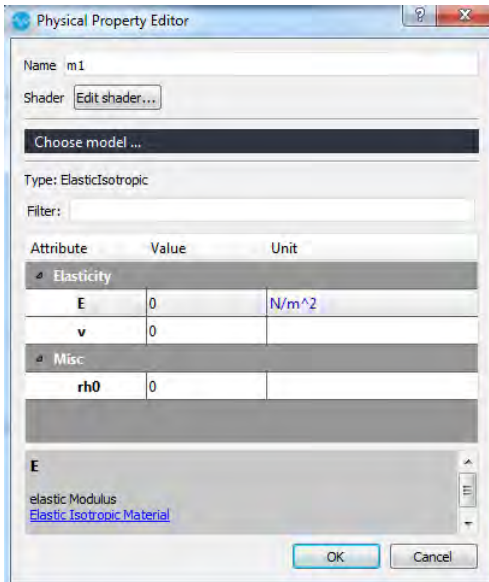 Physical Property Editor
Name m1
Shader Edit shader...
Choose model ...
Type: ElasticIsotropic
Filter:
Attribute Value Unit
Elasticity
E 0 N/m^2
v 0
Misc
rh0 0
E
elastic Modulus
Elastic Isotropic Material
OK Cancel